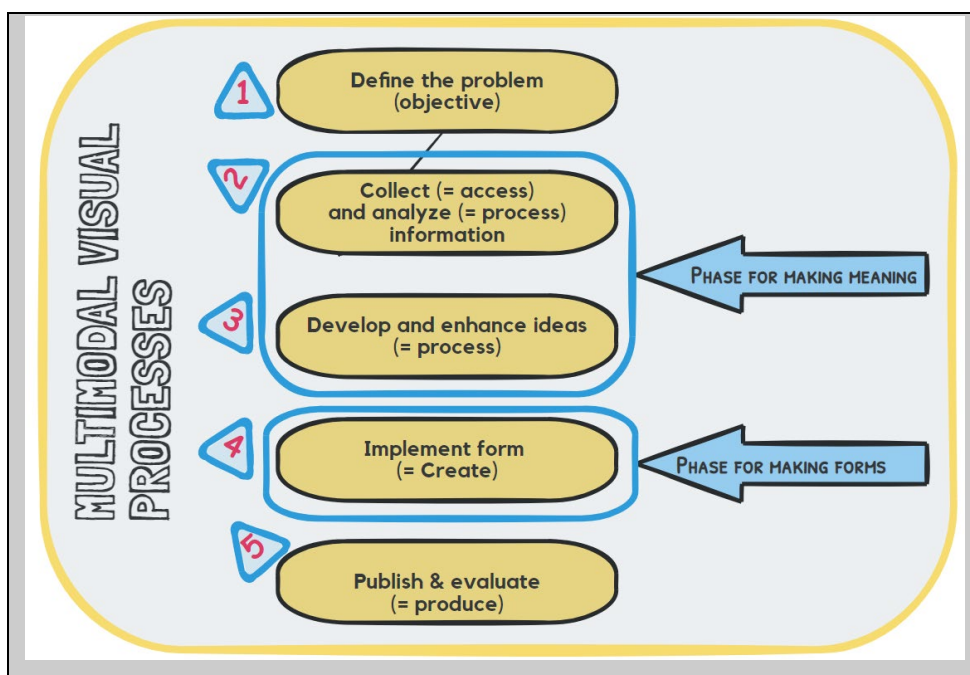 MULTIMODAL VISUAL
PROCESSES
1
Define the problem
(objective)
2
Collect (= access)
and analyze (= process)
information
PHASE FOR MAKING MEANING
3
Develop and enhance ideas
(= process)
4
Implement form
(= Create)
PHASE FOR MAKING FORMS
5
Publish & evaluate
(= produce)